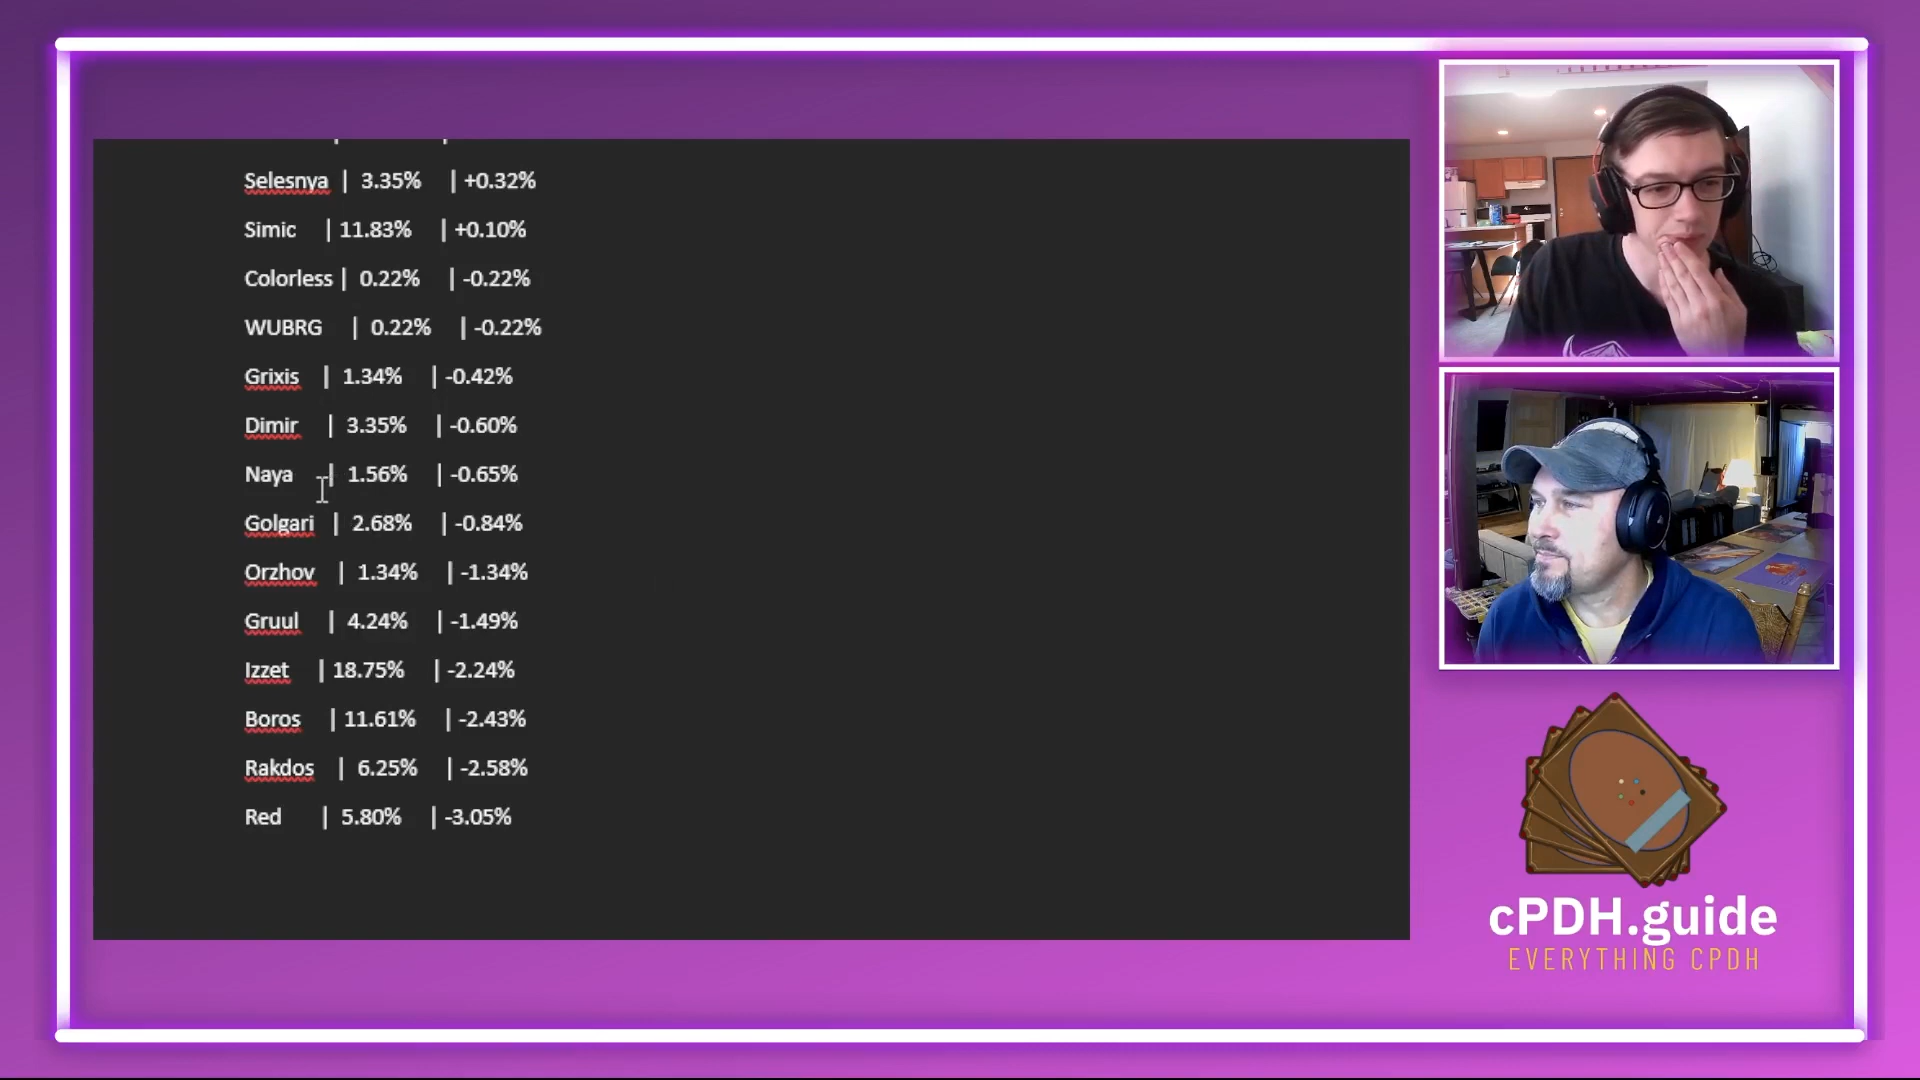 Selesnya | 3.35% | +0.32%
Simic | 11.83% | +0.10%
Colorless | 0.22% | -0.22%
WUBRG | 0.22% | -0.22%
Grixis | 1.34% | -0.42%
Dimir | 3.35% | -0.60%
Naya | 1.56% | -0.65%
Golgari | 2.68% | -0.84%
Orzhov | 1.34% | -1.34%
Gruul | 4.24% | -1.49%
Izzet | 18.75% | -2.24%
Boros | 11.61% | -2.43%
Rakdos | 6.25% | -2.58%
Red | 5.80% | -3.05%
cPDH.guide
EVERYTHING CPDH